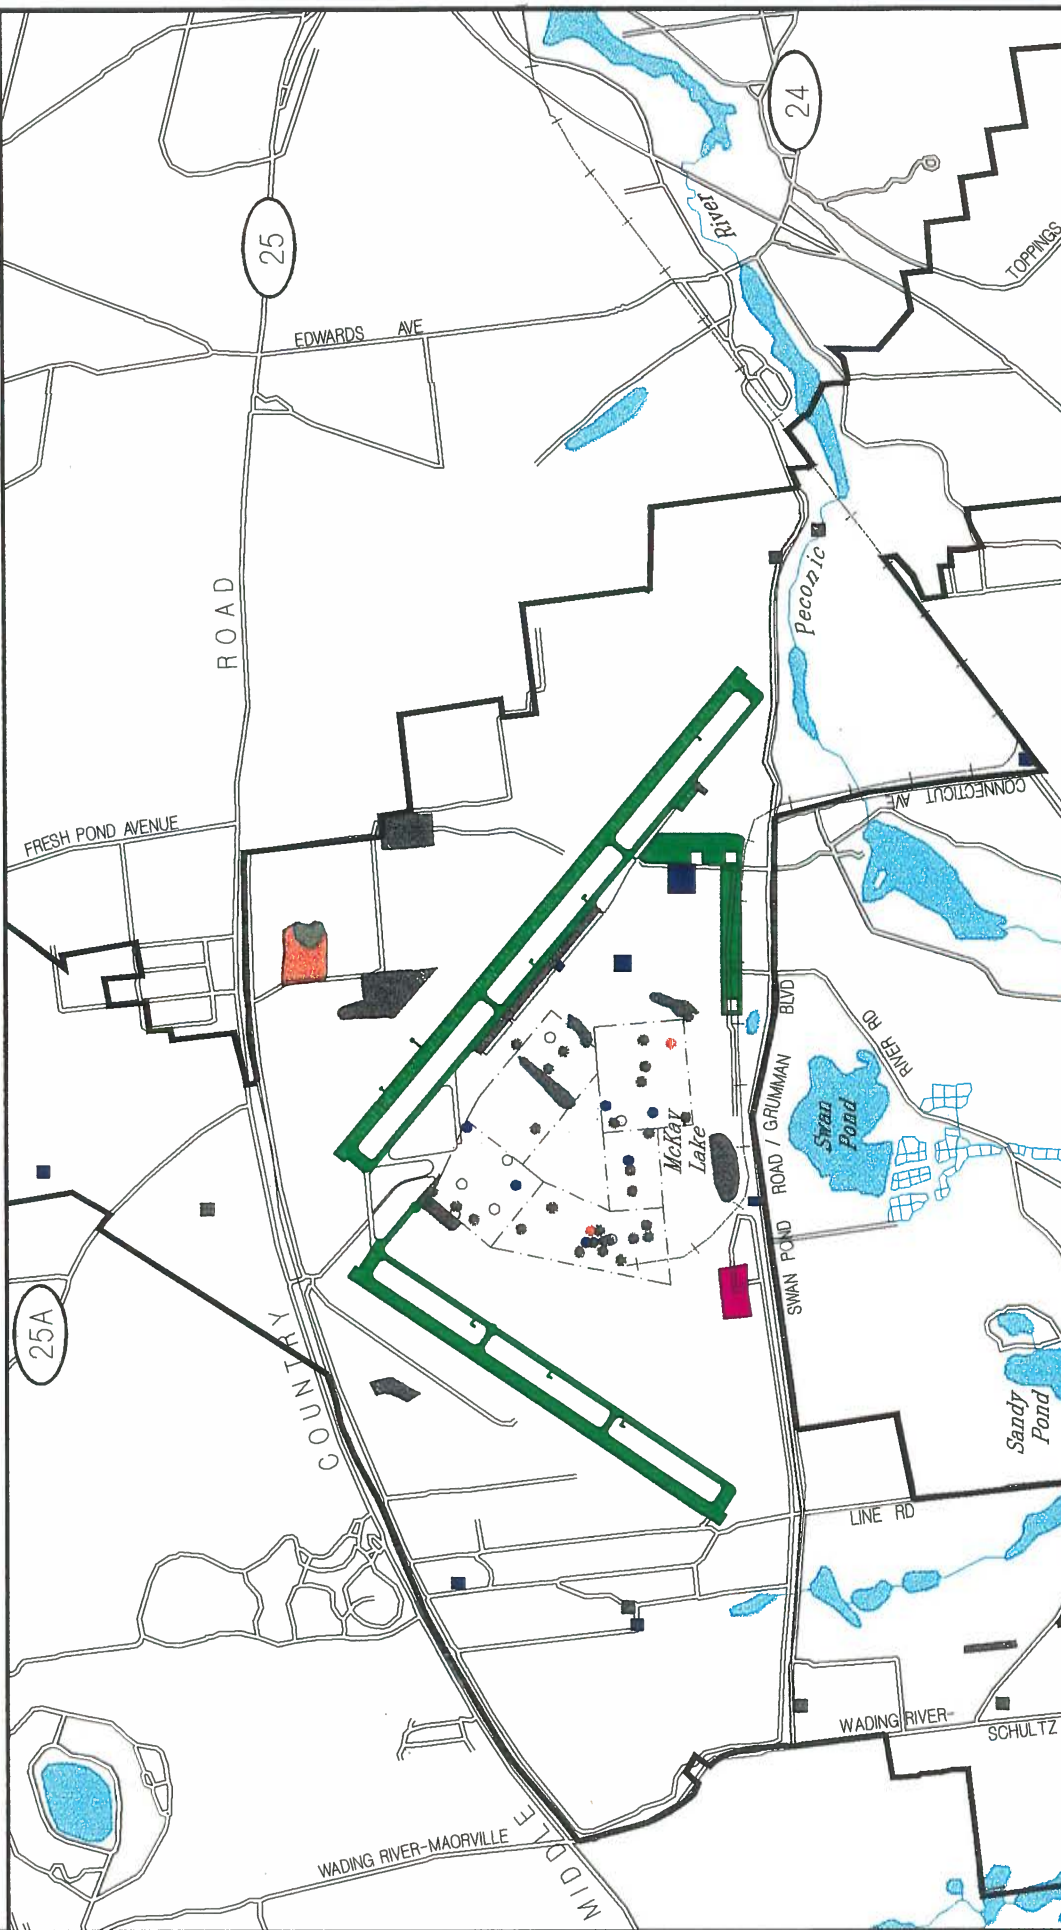 24
25
River
TOPPINGS
EDWARDS AVE
ROAD
Peconic
FRESH POND AVENUE
CONNECTICUT AVE
BLVD
RIVER RD
McKay
Lake
Swan
Pond
SWAN POND ROAD / GRUMMAN
25A
COUNTRY
Sandy
Pond
LINE RD
WADING RIVER-
SCHULTZ
WADING RIVER-MAORVILLE
MIDDLE